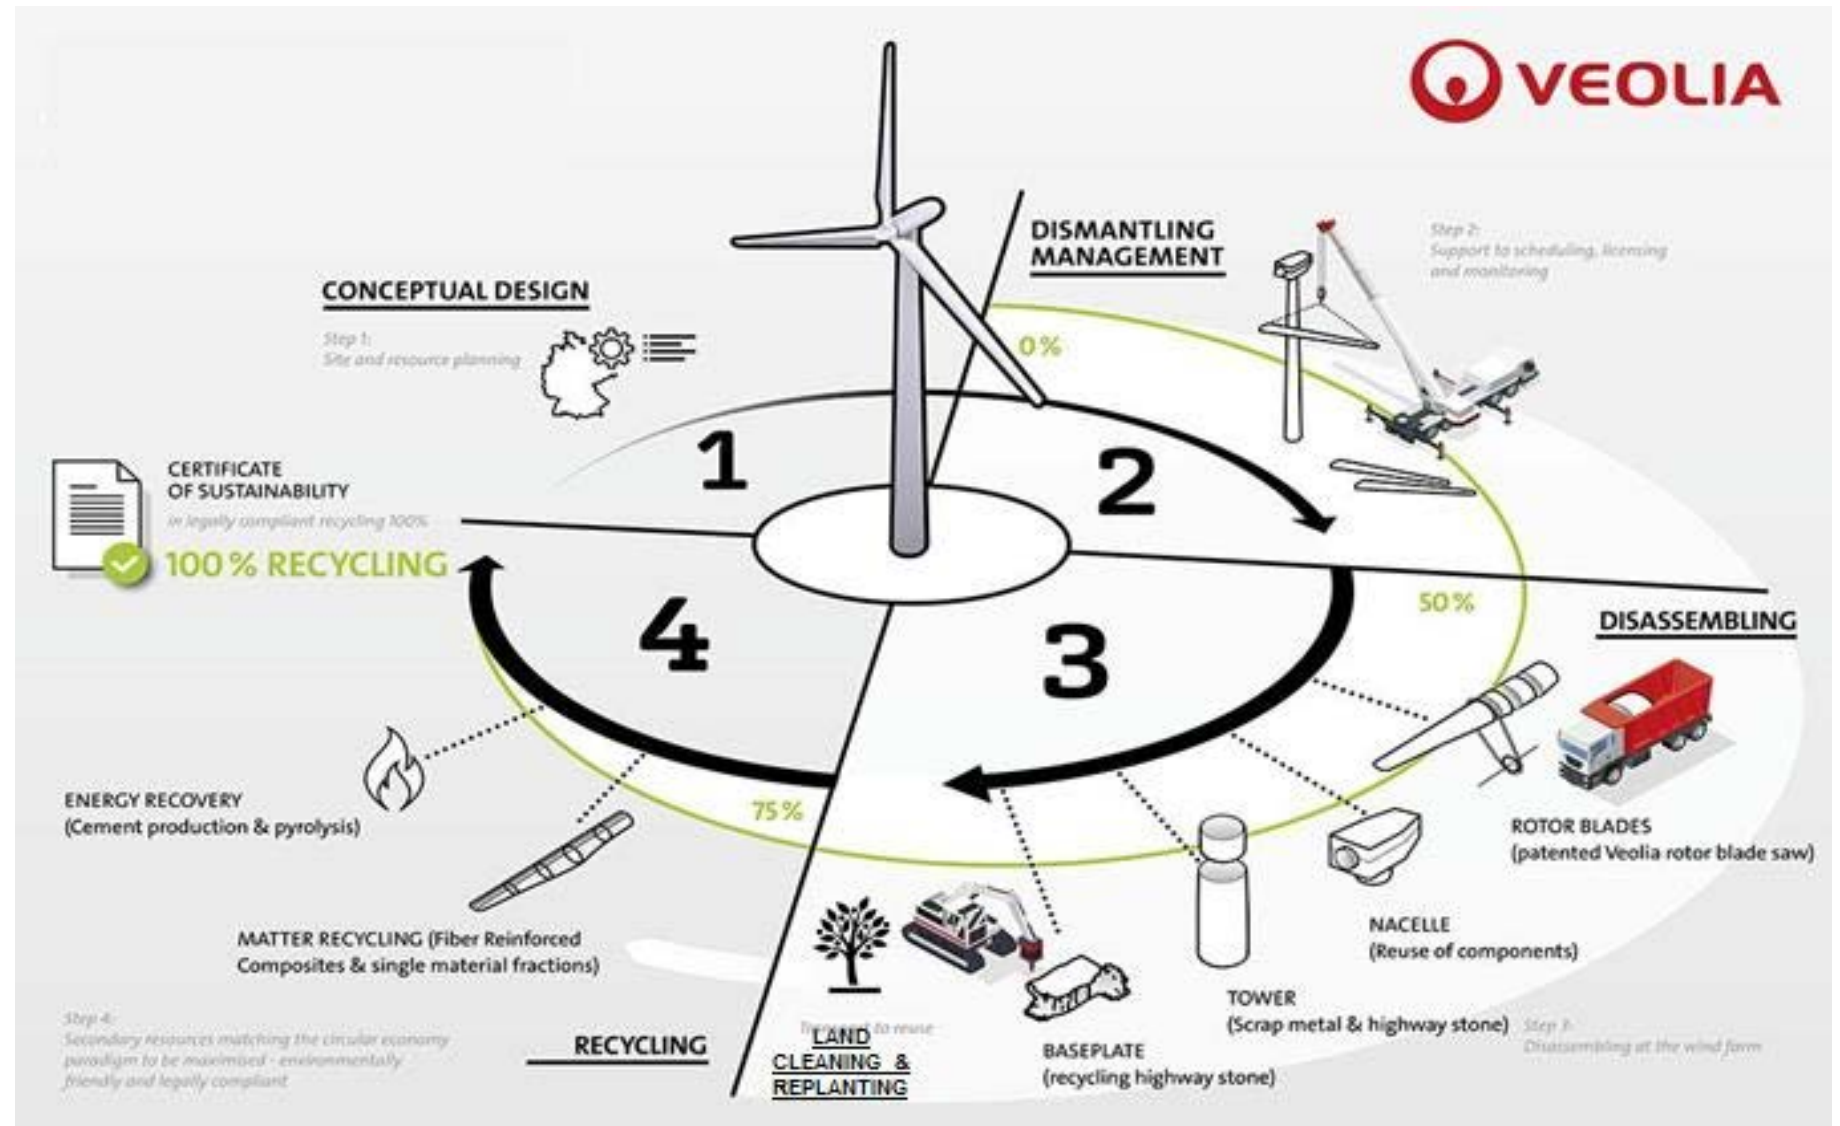 VEOLIA
DISMANTLING
MANAGEMENT
Step 2:
Support to scheduling, licensing
and monitoring
CONCEPTUAL DESIGN
Step 1:
Site and resource planning
0 %
1
2
CERTIFICATE
OF SUSTAINABILITY
in legally compliant recycling 100%
100 % RECYCLING
50 %
DISASSEMBLING
4
3
75 %
ENERGY RECOVERY
(Cement production & pyrolysis)
ROTOR BLADES
(patented Veolia rotor blade saw)
MATTER RECYCLING (Fiber Reinforced
Composites & single material fractions)
NACELLE
(Reuse of components)
TOWER
(Scrap metal & highway stone)
Step 3:
Disassembling at the wind farm
Step 4:
Secondary resources matching the circular economy
paradigm to be maximised - environmentally
friendly and legally compliant
RECYCLING
to reuse
LAND
CLEANING &
REPLANTING
BASEPLATE
(recycling highway stone)